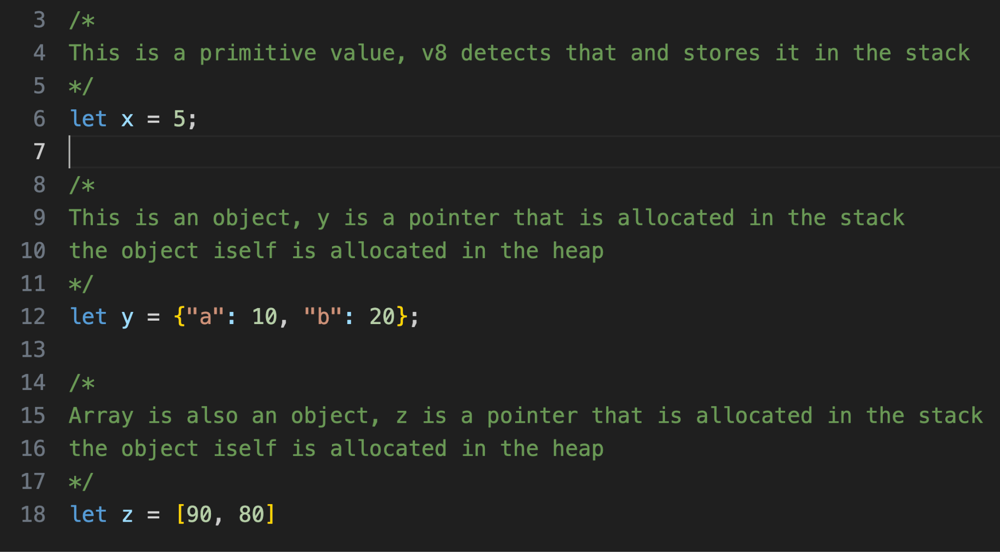 3 /*
4 This is a primitive value, v8 detects that and stores it in the stack
5 */
6 let x = 5;
7
8 /*
9 This is an object, y is a pointer that is allocated in the stack
10 the object iself is allocated in the heap
11 */
12 let y = {"a": 10, "b": 20};
13
14 /*
15 Array is also an object, z is a pointer that is allocated in the stack
16 the object iself is allocated in the heap
17 */
18 let z = [90, 80]